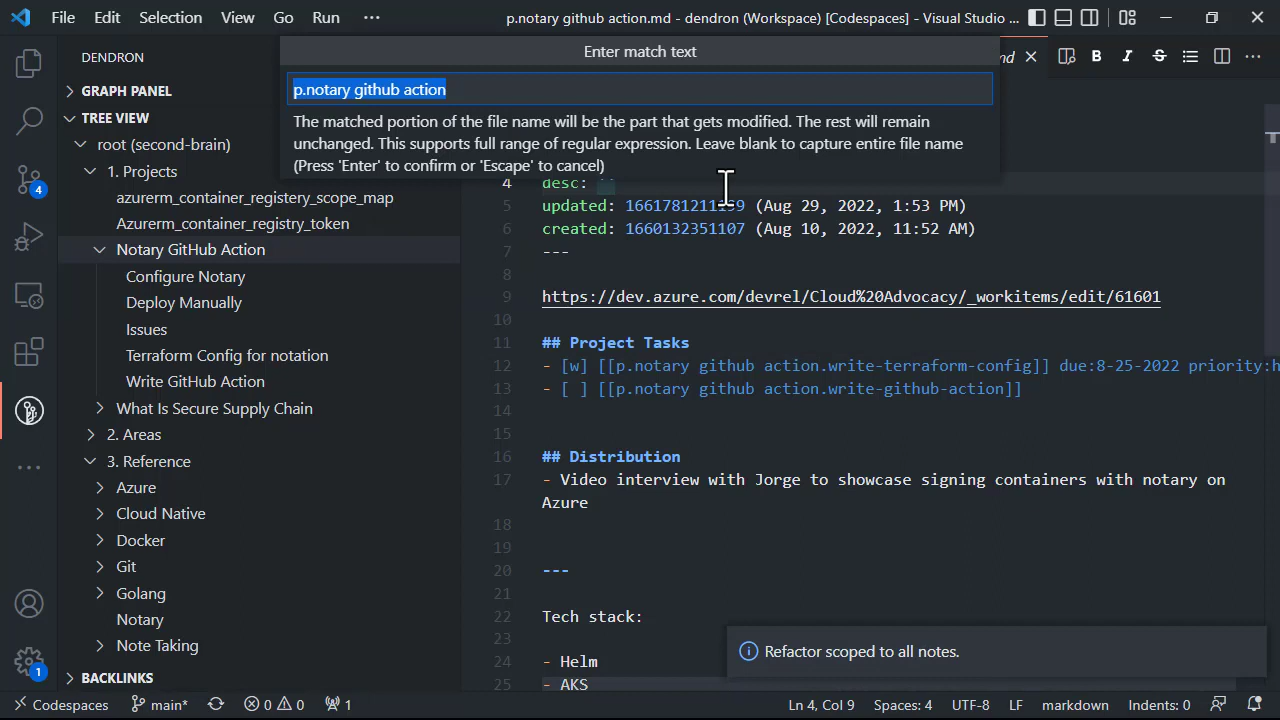 File Edit Selection View Go Run ··· p.notary github action.md - dendron (Workspace) [Codespaces] - Visual Studio ...
DENDRON
GRAPH PANEL
TREE VIEW
root (second-brain)
1. Projects
azurerm_container_registery_scope_map
Azurerm_container_registry_token
Notary GitHub Action
Configure Notary
Deploy Manually
Issues
Terraform Config for notation
Write GitHub Action
What Is Secure Supply Chain
2. Areas
3. Reference
Azure
Cloud Native
Docker
Git
Golang
Notary
Note Taking
BACKLINKS
4
1
Enter match text
p.notary github action
The matched portion of the file name will be the part that gets modified. The rest will remain
unchanged. This supports full range of regular expression. Leave blank to capture entire file name
(Press 'Enter' to confirm or 'Escape' to cancel)
nd
B I S
4 desc: ''
5 updated: 1661781211159 (Aug 29, 2022, 1:53 PM)
6 created: 1660132351107 (Aug 10, 2022, 11:52 AM)
7 ---
8
9 https://dev.azure.com/devrel/Cloud%20Advocacy/_workitems/edit/61601
10
11 ## Project Tasks
12 - [w] [[p.notary github action.write-terraform-config]] due:8-25-2022 priority:h
13 - [ ] [[p.notary github action.write-github-action]]
14
15
16 ## Distribution
17 - Video interview with Jorge to showcase signing containers with notary on
Azure
18
19
20 ---
21
22 Tech stack:
23
24 - Helm
25 - AKS
Refactor scoped to all notes.
Codespaces main* 0 0 1 Ln 4, Col 9 Spaces: 4 UTF-8 LF markdown Indents: 0